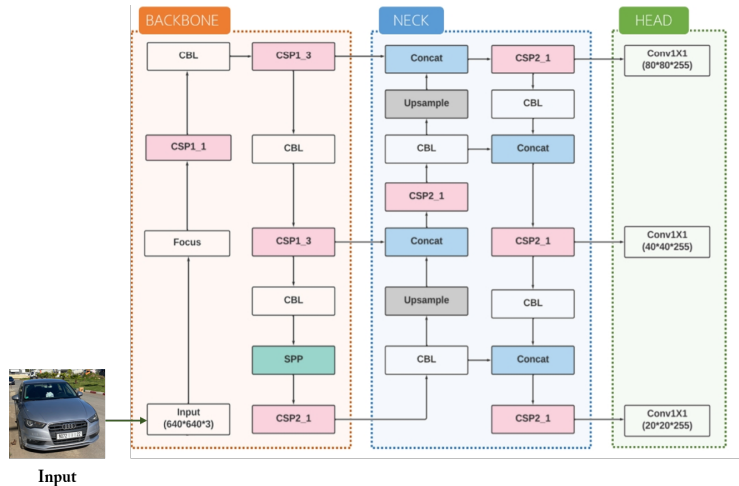 BACKBONE
NECK
HEAD
CBL
CSP1_3
Concat
CSP2_1
Conv1X1
(80*80*255)
Upsample
CBL
CSP1_1
CBL
CBL
Concat
CSP2_1
Focus
CSP1_3
Concat
CSP2_1
Conv1X1
(40*40*255)
CBL
Upsample
CBL
SPP
CBL
Concat
Input
(640*640*3)
CSP2_1
CSP2_1
Conv1X1
(20*20*255)
Input